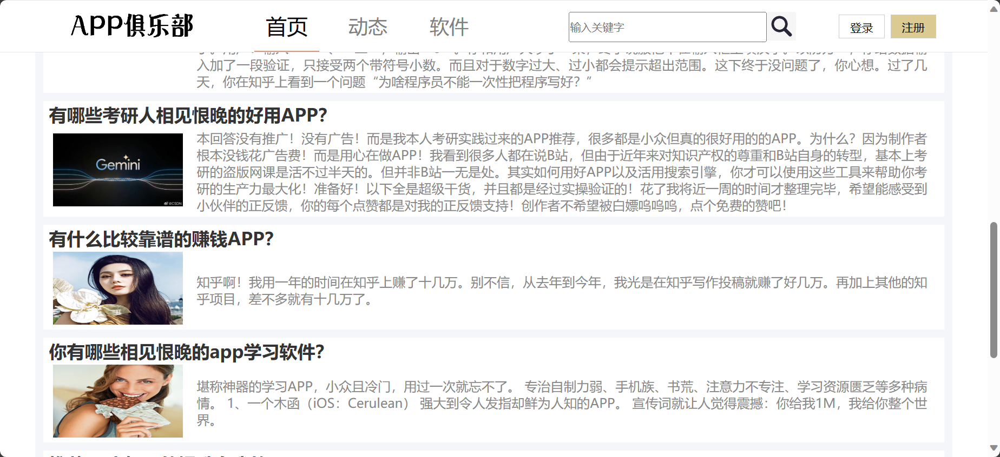 APP俱乐部
首页
动态
软件
输入关键字
登录
注册
入加了一段验证，只接受两个带符号小数。而且对于数字过大、过小都会提示超出范围。这下终于没问题了，你心想。过了几
天，你在知乎上看到一个问题“为啥程序员不能一次性把程序写好？”
有哪些考研人相见恨晚的好用APP？
Gemini
@CSDN
本回答没有推广！没有广告！而是我本人考研实践过来的APP推荐，很多都是小众但真的很好用的的APP。为什么？因为制作者
根本没钱花广告费！而是用心在做APP！我看到很多人都在说B站，但由于近年来对知识产权的尊重和B站自身的转型，基本上考
研的盗版网课是活不过半天的。但并非B站一无是处。其实如何用好APP以及活用搜索引擎，你才可以使用这些工具来帮助你考
研的生产力最大化！准备好！以下全是超级干货，并且都是经过实操验证的！花了我将近一周的时间才整理完毕，希望能感受到
小伙伴的正反馈，你的每个点赞都是对我的正反馈支持！创作者不希望被白嫖呜呜呜，点个免费的赞吧！
有什么比较靠谱的赚钱APP？
知乎啊！我用一年的时间在知乎上赚了十几万。别不信，从去年到今年，我光是在知乎写作投稿就赚了好几万。再加上其他的知
乎项目，差不多就有十几万了。
你有哪些相见恨晚的app学习软件？
堪称神器的学习APP，小众且冷门，用过一次就忘不了。 专治自制力弱、手机族、书荒、注意力不专注、学习资源匮乏等多种病
情。 1、一个木函（iOS：Cerulean） 强大到令人发指却鲜为人知的APP。 宣传词就让人觉得震撼：你给我1M，我给你整个世
界。